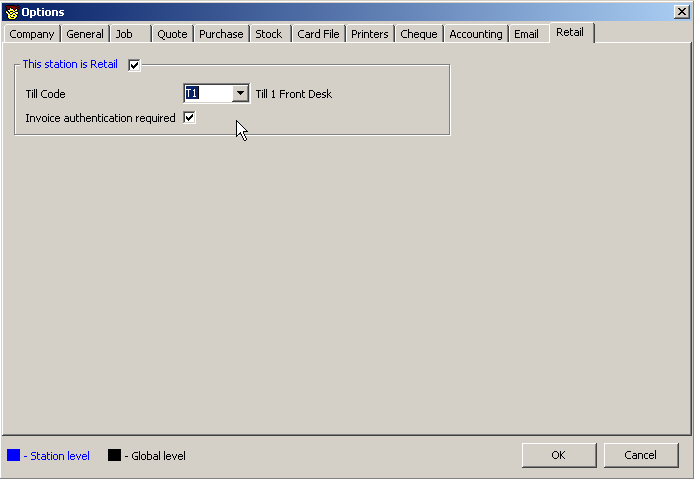 Options
Company General Job Quote Purchase Stock Card File Printers Cheque Accounting Email Retail
This station is Retail
Till Code T1 Till 1 Front Desk
Invoice authentication required
- Station level - Global level OK Cancel